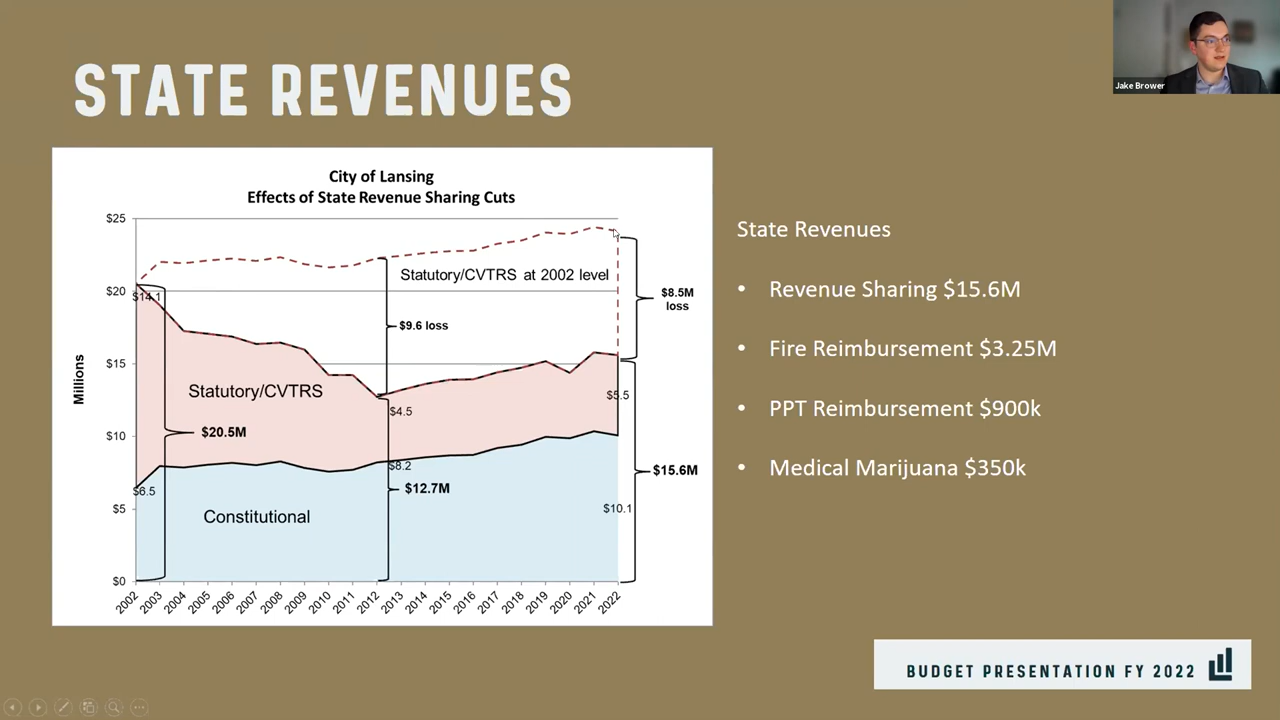 Jake Brower
STATE REVENUES
City of Lansing
Effects of State Revenue Sharing Cuts
Millions
$25
$20
$15
$10
$5
$0
2002
2003
2004
2005
2006
2007
2008
2009
2010
2011
2012
2013
2014
2015
2016
2017
2018
2019
2020
2021
2022
Statutory/CVTRS at 2002 level
$14.1
$9.6 loss
$8.5M
loss
Statutory/CVTRS
$20.5M
$4.5
$5.5
$8.2
$12.7M
$15.6M
$6.5
Constitutional
$10.1
State Revenues
• Revenue Sharing $15.6M
• Fire Reimbursement $3.25M
• PPT Reimbursement $900k
• Medical Marijuana $350k
BUDGET PRESENTATION FY 2022